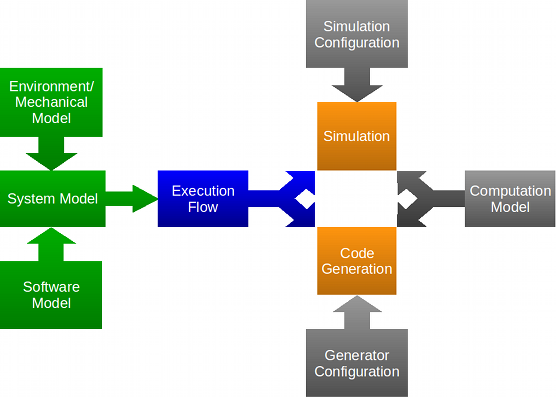 Simulation
Configuration
Environment/
Mechanical
Model
Simulation
System Model
Execution
Flow
Computation
Model
Code
Generation
Software
Model
Generator
Configuration